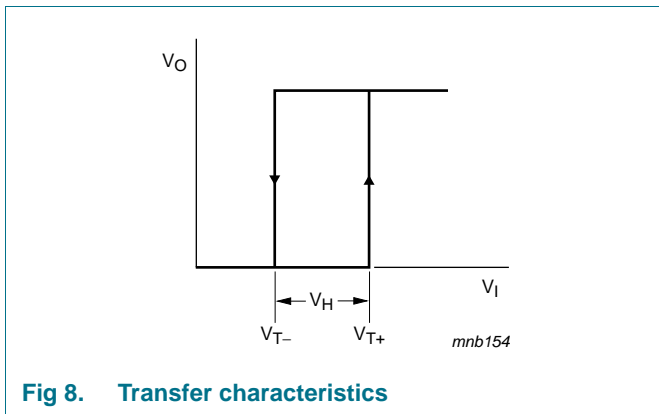 VO
VI
VH
VT−
VT+
mnb154
Fig 8. Transfer characteristics